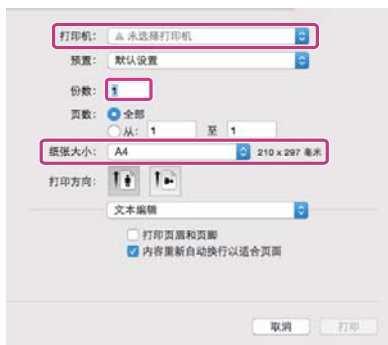 打印机: 未选择打印机
预置: 默认设置
份数: 1
页数: 全部
从: 1 至 1
纸张大小: A4 210 x 297 毫米
打印方向:
文本编辑
打印页眉和页脚
内容重新自动换行以适合页面
取消 打印